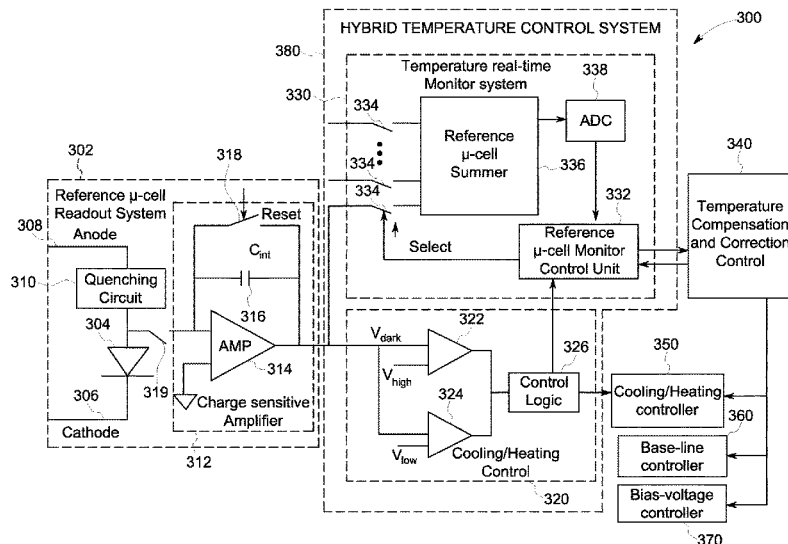 HYBRID TEMPERATURE CONTROL SYSTEM
300
380
Temperature real-time
Monitor system
330
338
334
ADC
Reference
μ-cell
Summer
336
334
334
302
318
340
Reference μ-cell
Readout System
Reset
332
Temperature
Compensation
and Correction
Control
Anode
308
Select
Reference
μ-cell Monitor
Control Unit
Cint
310
Quenching
Circuit
316
304
Vdark
322
AMP
314
Vhigh
326
350
306
319
324
Control
Logic
Cooling/Heating
controller
Charge sensitive
Amplifier
360
Cathode
Vlow
Cooling/Heating
Control
Base-line
controller
312
320
Bias-voltage
controller
370